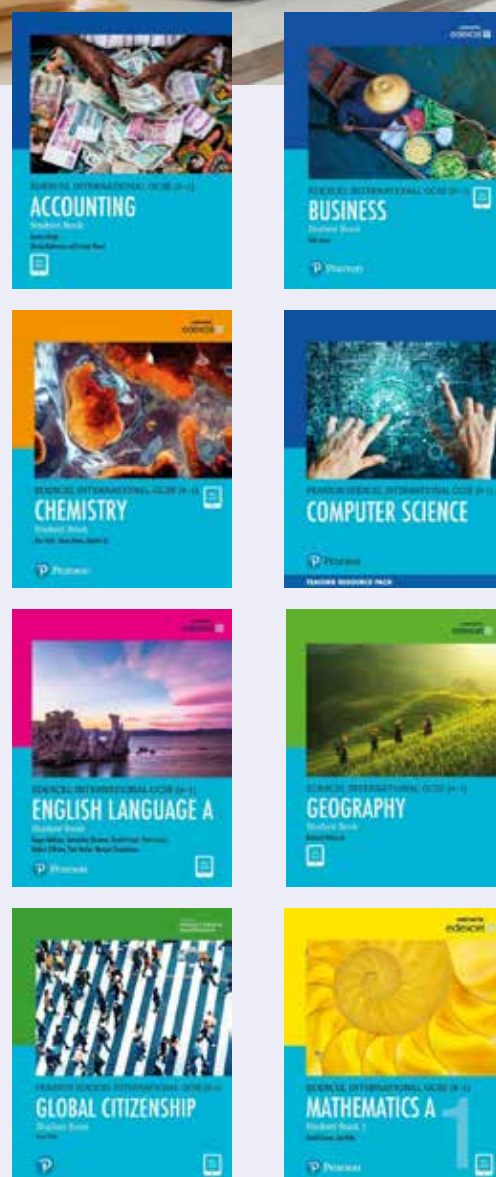 EDEXCEL INTERNATIONAL GCSE (9–1)
ACCOUNTING
Student Book
edexcel
EDEXCEL INTERNATIONAL GCSE (9–1)
BUSINESS
Student Book
Pearson
edexcel
EDEXCEL INTERNATIONAL GCSE (9–1)
CHEMISTRY
Student Book
Pearson
PEARSON EDEXCEL INTERNATIONAL GCSE (9–1)
COMPUTER SCIENCE
Pearson
TEACHER RESOURCE PACK
edexcel
EDEXCEL INTERNATIONAL GCSE (9–1)
ENGLISH LANGUAGE A
Student Book
Pearson
edexcel
EDEXCEL INTERNATIONAL GCSE (9–1)
GEOGRAPHY
Student Book
PEARSON EDEXCEL INTERNATIONAL GCSE (9–1)
GLOBAL CITIZENSHIP
Student Book
edexcel
EDEXCEL INTERNATIONAL GCSE (9–1)
MATHEMATICS A
Student Book 1
1
Pearson